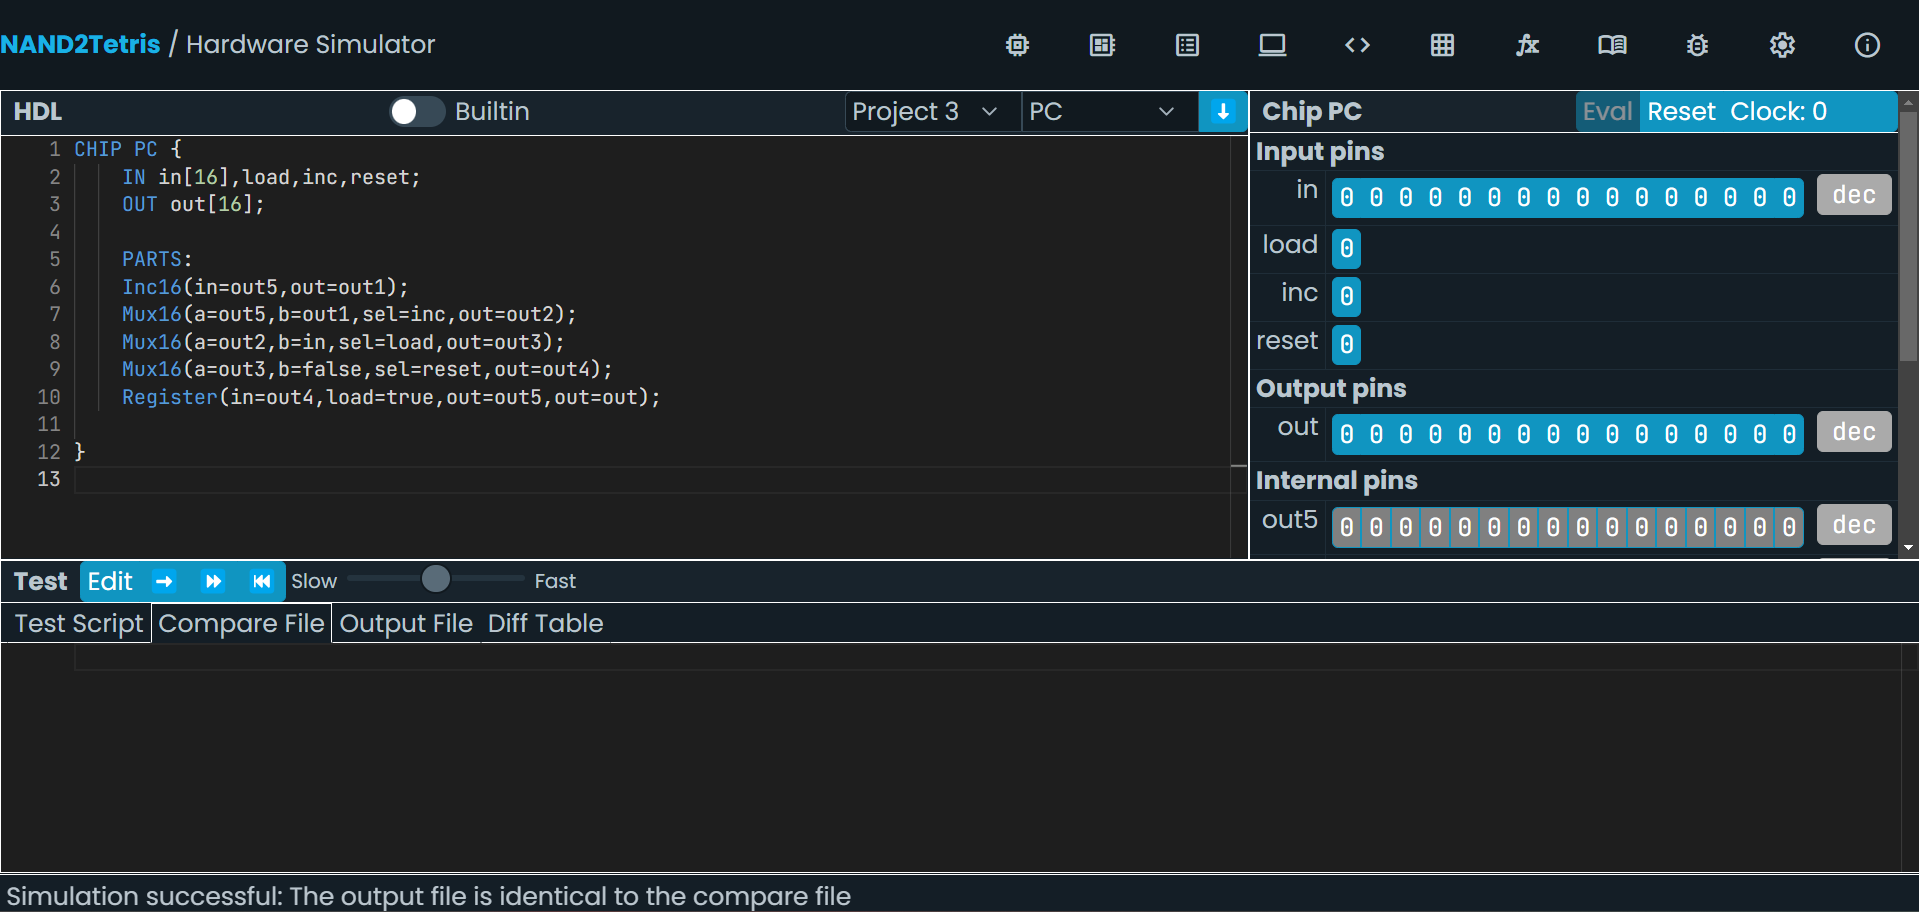 NAND2Tetris / Hardware Simulator
HDL Builtin Project 3 PC
1 CHIP PC {
2 IN in[16],load,inc,reset;
3 OUT out[16];
4
5 PARTS:
6 Inc16(in=out5,out=out1);
7 Mux16(a=out5,b=out1,sel=inc,out=out2);
8 Mux16(a=out2,b=in,sel=load,out=out3);
9 Mux16(a=out3,b=false,sel=reset,out=out4);
10 Register(in=out4,load=true,out=out5,out=out);
11
12 }
13
Chip PC Eval Reset Clock: 0
Input pins
in 0 0 0 0 0 0 0 0 0 0 0 0 0 0 0 0 dec
load 0
inc 0
reset 0
Output pins
out 0 0 0 0 0 0 0 0 0 0 0 0 0 0 0 0 dec
Internal pins
out5 0 0 0 0 0 0 0 0 0 0 0 0 0 0 0 0 dec
Test Edit Slow Fast
Test Script Compare File Output File Diff Table
Simulation successful: The output file is identical to the compare file